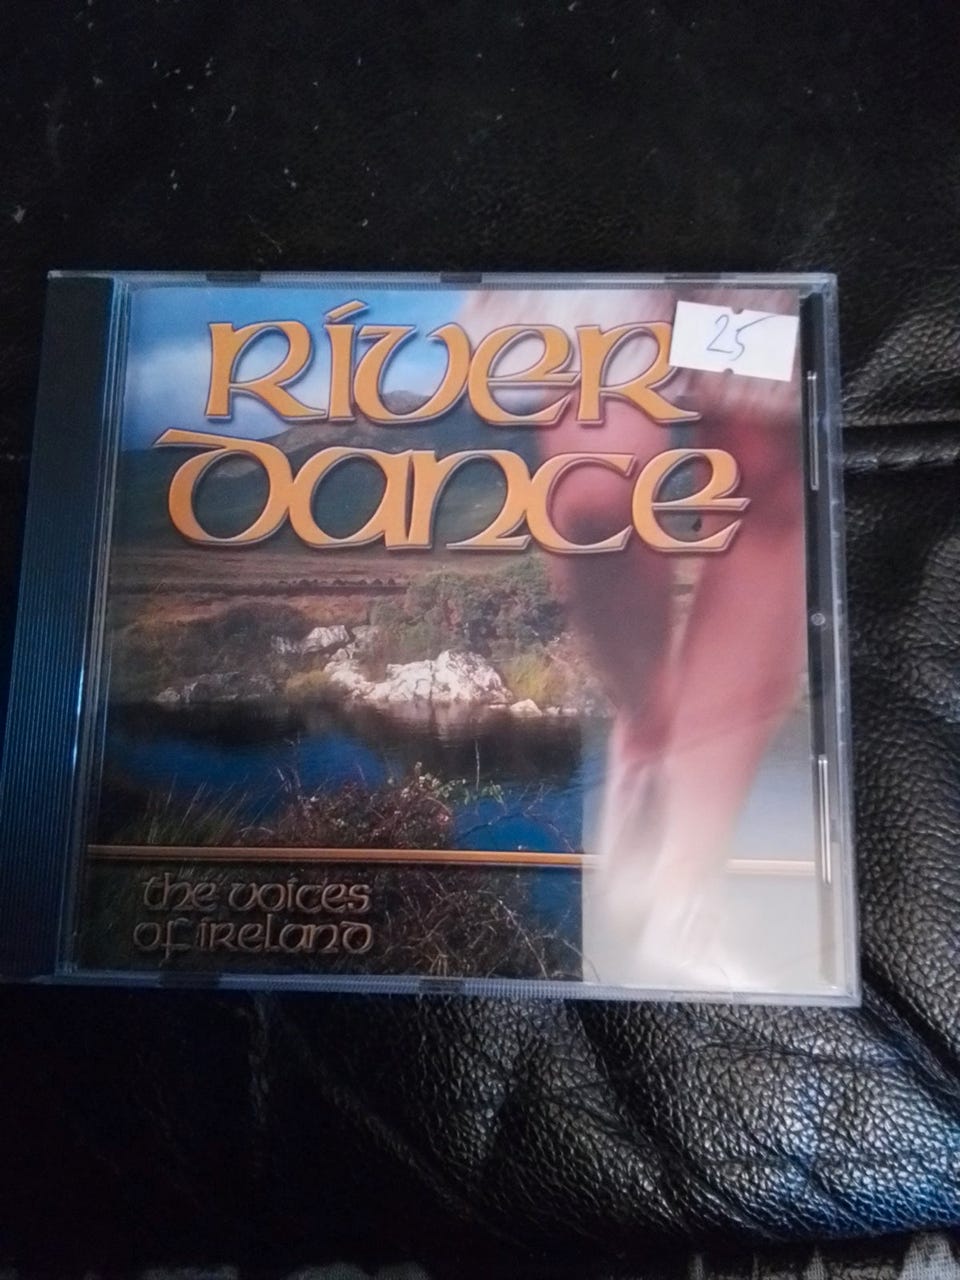 RíveR
25
dance
the voices
of ireland